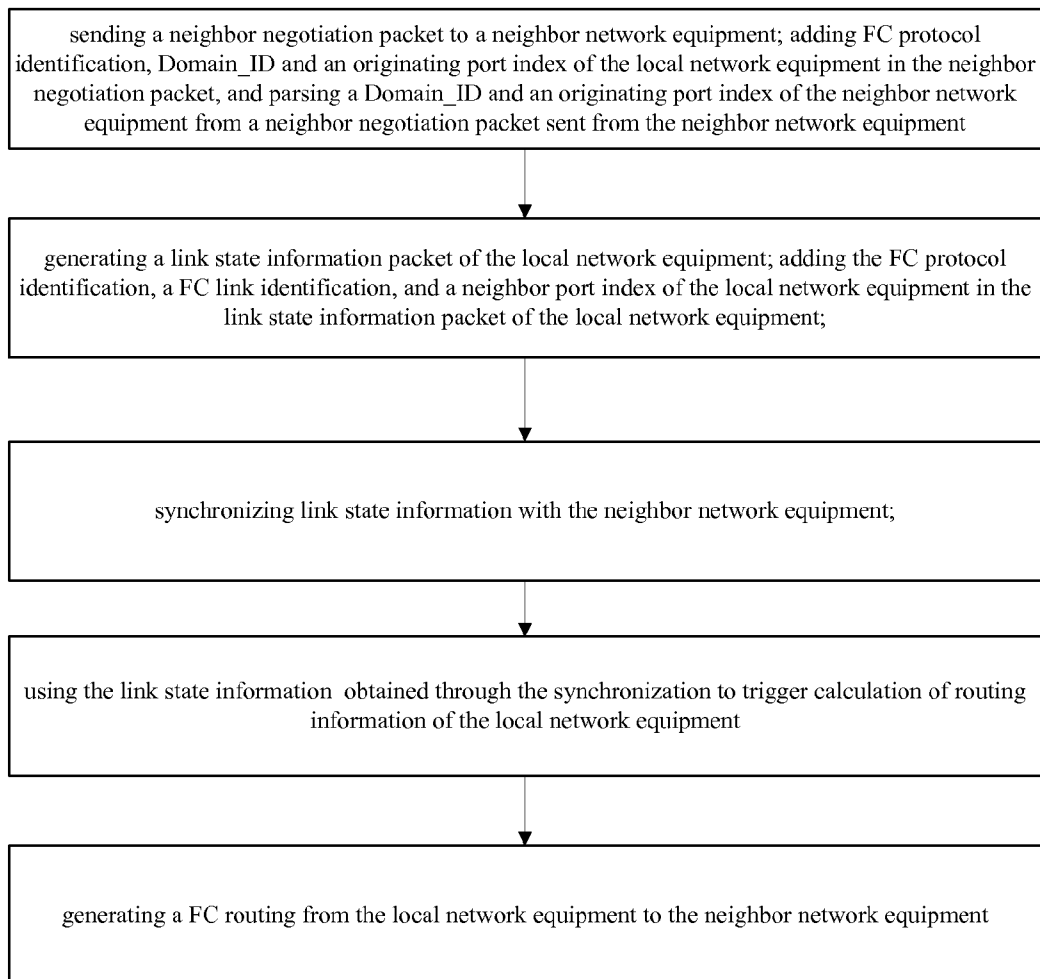 sending a neighbor negotiation packet to a neighbor network equipment; adding FC protocol
identification, Domain_ID and an originating port index of the local network equipment in the neighbor
negotiation packet, and parsing a Domain_ID and an originating port index of the neighbor network
equipment from a neighbor negotiation packet sent from the neighbor network equipment
generating a link state information packet of the local network equipment; adding the FC protocol
identification, a FC link identification, and a neighbor port index of the local network equipment in the
link state information packet of the local network equipment;
synchronizing link state information with the neighbor network equipment;
using the link state information obtained through the synchronization to trigger calculation of routing
information of the local network equipment
generating a FC routing from the local network equipment to the neighbor network equipment